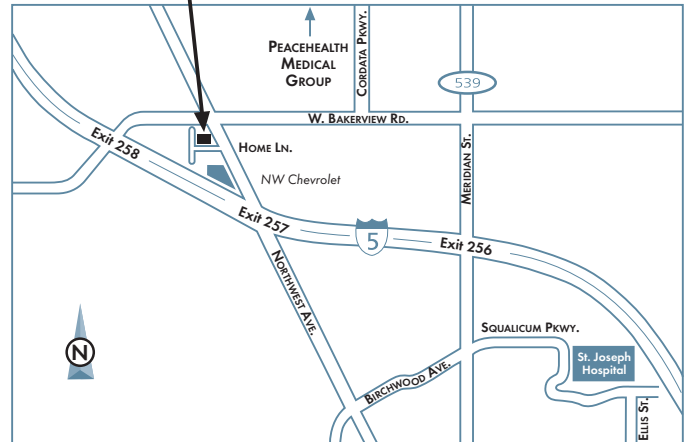 PEACEHEALTH
MEDICAL
GROUP
CORDATA PKWY.
539
W. BAKERVIEW RD.
Exit 258
HOME LN.
MERIDIAN ST.
NW Chevrolet
Exit 257
5
Exit 256
NORTHWEST AVE.
N
SQUALICUM PKWY.
St. Joseph
Hospital
BIRCHWOOD AVE.
ELLIS ST.